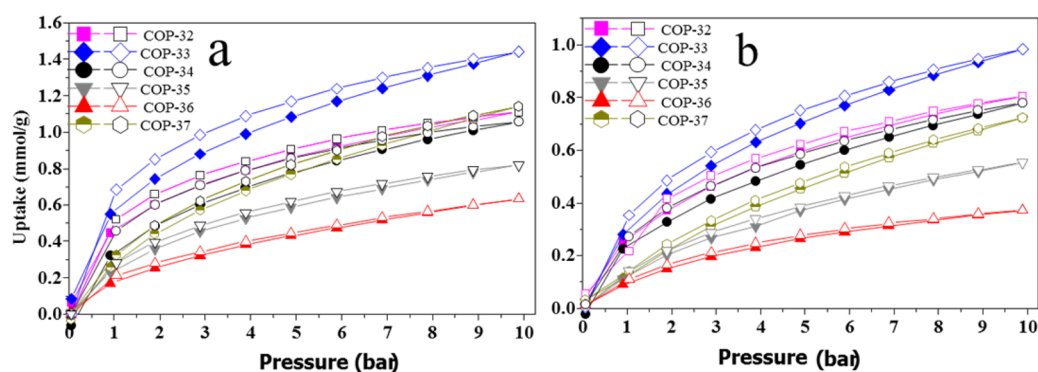 a
COP-32
COP-33
COP-34
COP-35
COP-36
COP-37
1.6
1.4
1.2
1.0
0.8
0.6
0.4
0.2
0.0
Uptake (mmol/g)
0 1 2 3 4 5 6 7 8 9 10
Pressure (bar)
b
COP-32
COP-33
COP-34
COP-35
COP-36
COP-37
1.0
0.8
0.6
0.4
0.2
0.0
0 1 2 3 4 5 6 7 8 9 10
Pressure (bar)